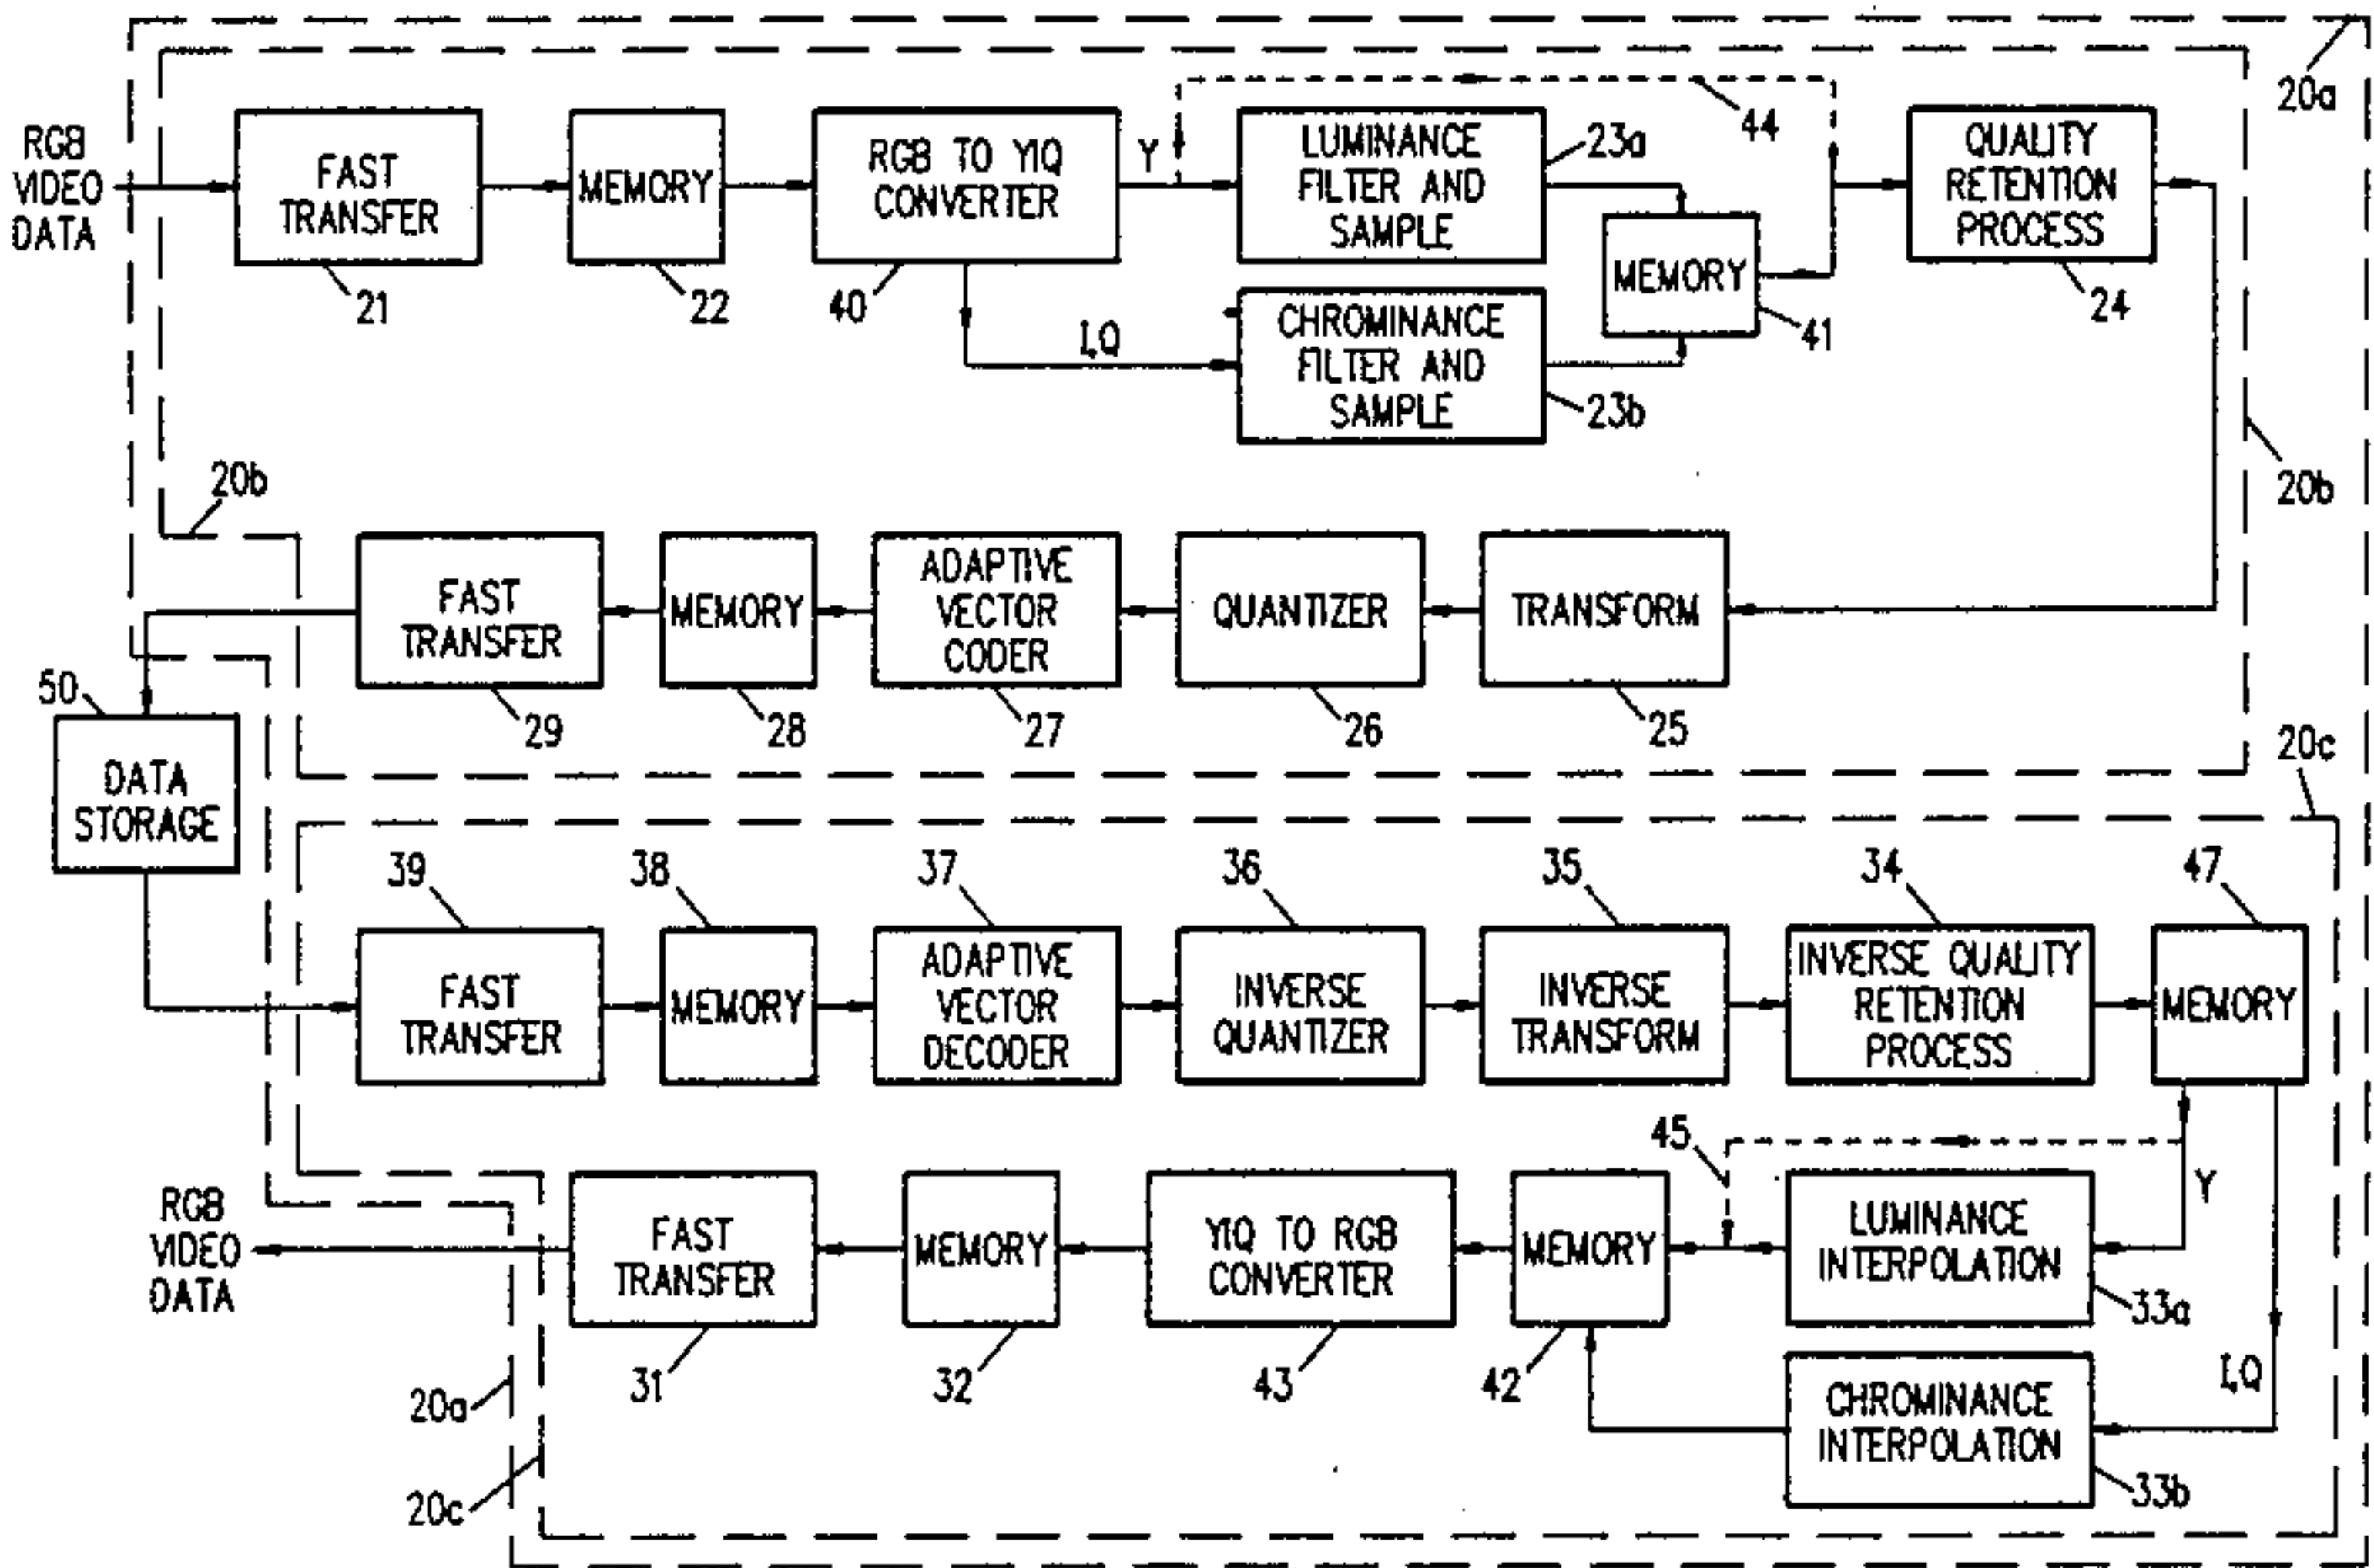 20a
RGB
VIDEO
DATA
FAST
TRANSFER
21
MEMORY
22
RGB TO YIQ
CONVERTER
40
Y
I,Q
LUMINANCE
FILTER AND
SAMPLE
23a
44
CHROMINANCE
FILTER AND
SAMPLE
23b
MEMORY
41
QUALITY
RETENTION
PROCESS
24
20b
20b
FAST
TRANSFER
29
MEMORY
28
ADAPTIVE
VECTOR
CODER
27
QUANTIZER
26
TRANSFORM
25
50
DATA
STORAGE
20c
39
FAST
TRANSFER
38
MEMORY
37
ADAPTIVE
VECTOR
DECODER
36
INVERSE
QUANTIZER
35
INVERSE
TRANSFORM
34
INVERSE QUALITY
RETENTION
PROCESS
47
MEMORY
RGB
VIDEO
DATA
FAST
TRANSFER
31
MEMORY
32
YIQ TO RGB
CONVERTER
43
MEMORY
42
45
LUMINANCE
INTERPOLATION
33a
Y
I,Q
CHROMINANCE
INTERPOLATION
33b
20a
20c